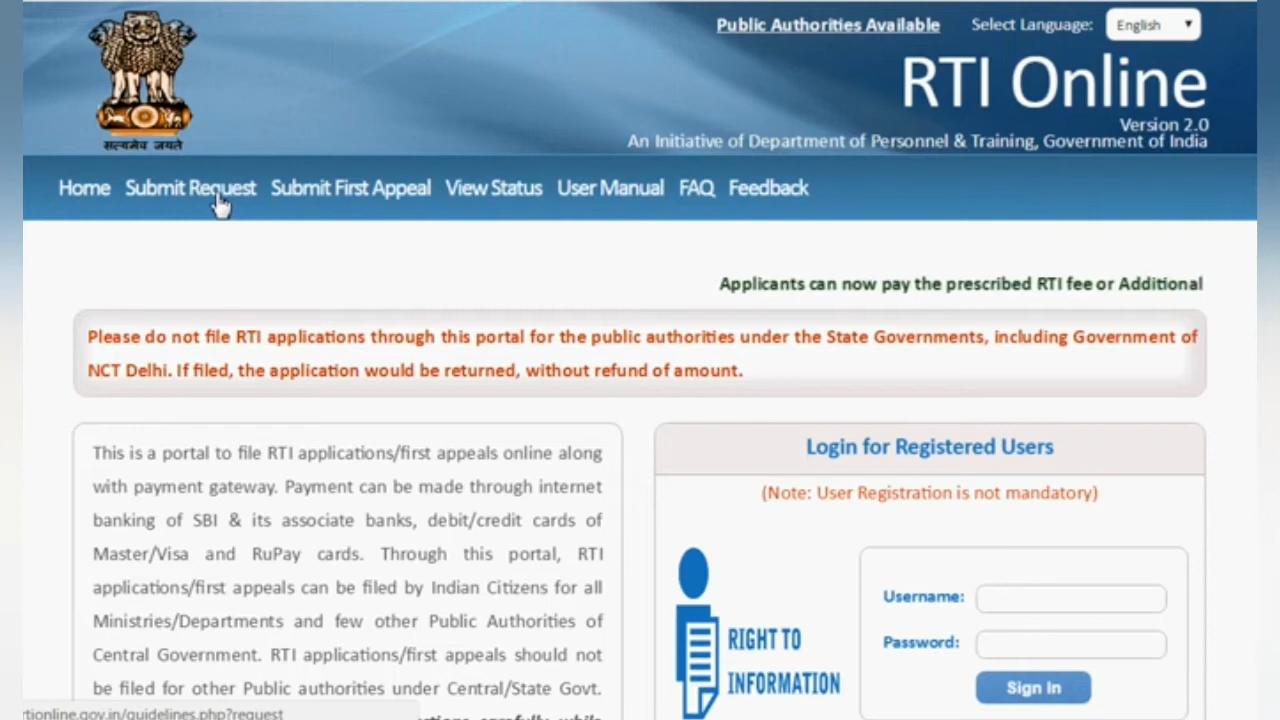 Public Authorities Available Select Language: English
RTI Online
Version 2.0
An Initiative of Department of Personnel & Training, Government of India
सत्यमेव जयते
Home Submit Request Submit First Appeal View Status User Manual FAQ Feedback
Applicants can now pay the prescribed RTI fee or Additional
Please do not file RTI applications through this portal for the public authorities under the State Governments, including Government of
NCT Delhi. If filed, the application would be returned, without refund of amount.
This is a portal to file RTI applications/first appeals online along
with payment gateway. Payment can be made through internet
banking of SBI & its associate banks, debit/credit cards of
Master/Visa and RuPay cards. Through this portal, RTI
applications/first appeals can be filed by Indian Citizens for all
Ministries/Departments and few other Public Authorities of
Central Government. RTI applications/first appeals should not
be filed for other Public authorities under Central/State Govt.
Login for Registered Users
(Note: User Registration is not mandatory)
RIGHT TO
INFORMATION
Username:
Password:
Sign In
tionline.gov.in/guidelines.php?request